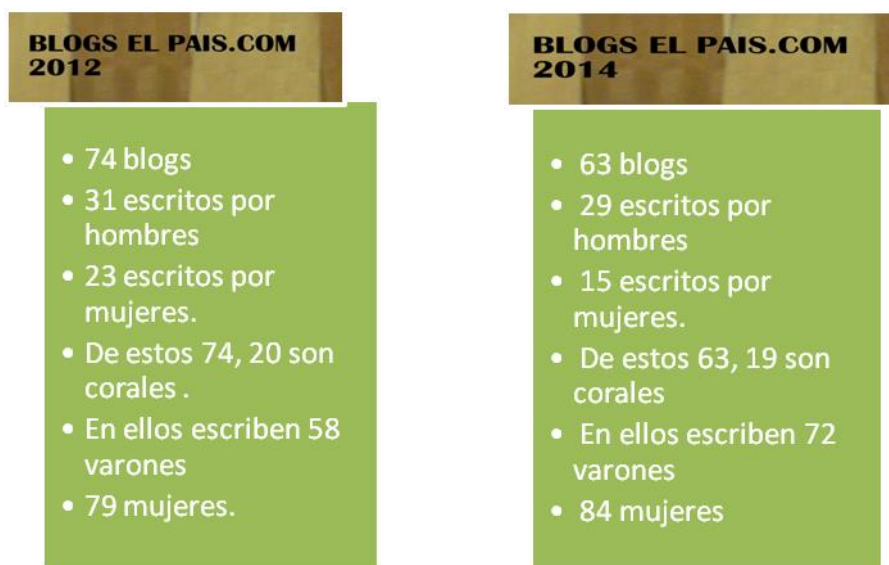 BLOGS EL PAIS.COM
2012
• 74 blogs
• 31 escritos por
hombres
• 23 escritos por
mujeres.
• De estos 74, 20 son
corales .
• En ellos escriben 58
varones
• 79 mujeres.
BLOGS EL PAIS.COM
2014
• 63 blogs
• 29 escritos por
hombres
• 15 escritos por
mujeres.
• De estos 63, 19 son
corales
• En ellos escriben 72
varones
• 84 mujeres